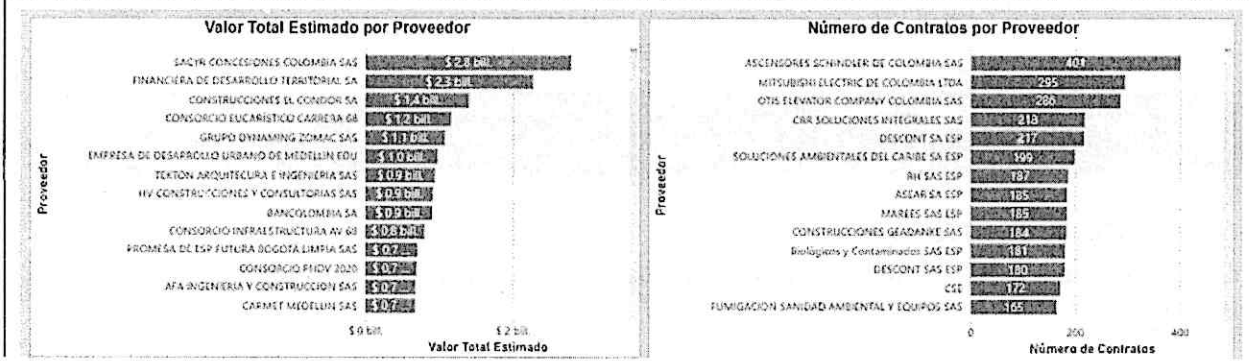 Valor Total Estimado por Proveedor
SACYR CONCESIONES COLOMBIA SAS $ 2.8 bill.
FINANCIERA DE DESARROLLO TERRITORIAL SA $ 2.3 bill.
CONSTRUCCIONES EL CONDOR SA $ 1.4 bill.
CONSORCIO EUCARÍSTICO CARRERA 68 $ 1.2 bill.
GRUPO DYNAMING ZOMAC SAS $ 1.1 bill.
EMPRESA DE DESARROLLO URBANO DE MEDELLIN EDU $ 1.0 bill.
TEKTON ARQUITECURA E INGENIERIA SAS $ 0.9 bill.
HV CONSTRUCCIONES Y CONSULTORIAS SAS $ 0.9 bill.
BANCOLOMBIA SA $ 0.9 bill.
CONSORCIO INFRAESTRUCTURA AV 68 $ 0.8 bill.
PROMESA DE ESP FUTURA BOGOTA LIMPIA SAS $ 0.7 ...
CONSORCIO PHDV 2020 $ 0.7 ...
AFA INGENIERIA Y CONSTRUCCION SAS $ 0.7 ...
CARMET MEDELLIN SAS $ 0.7 ...
Proveedor
$ 0 bill. $ 2 bill.
Valor Total Estimado
Número de Contratos por Proveedor
ASCENSORES SCHINDLER DE COLOMBIA SAS 401
MITSUBISHI ELECTRIC DE COLOMBIA LTDA 295
OTIS ELEVATOR COMPANY COLOMBIA SAS 286
CRR SOLUCIONES INTEGRALES SAS 218
DESCONT SA ESP 217
SOLUCIONES AMBIENTALES DEL CARIBE SA ESP 199
RH SAS ESP 187
ASEAR SA ESP 185
MAREES SAS ESP 185
CONSTRUCCIONES GEADANKE SAS 184
Biológicos y Contaminados SAS ESP 181
DESCONT SAS ESP 180
CSE 172
FUMIGACION SANIDAD AMBIENTAL Y EQUIPOS SAS 165
Proveedor
0 200 400
Número de Contratos